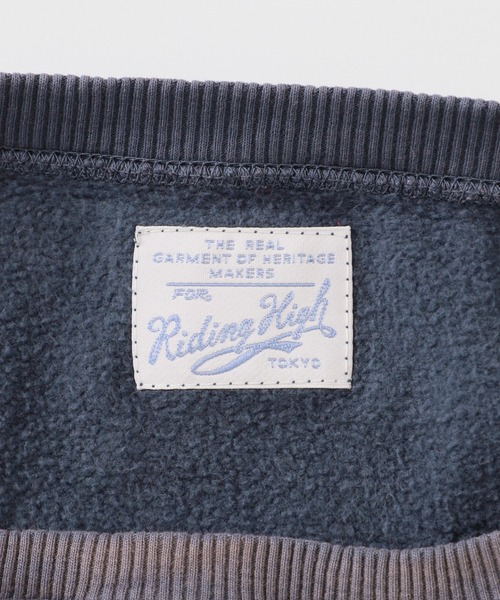 THE REAL
GARMENT OF HERITAGE
MAKERS
FOR
Riding High
TOKYO